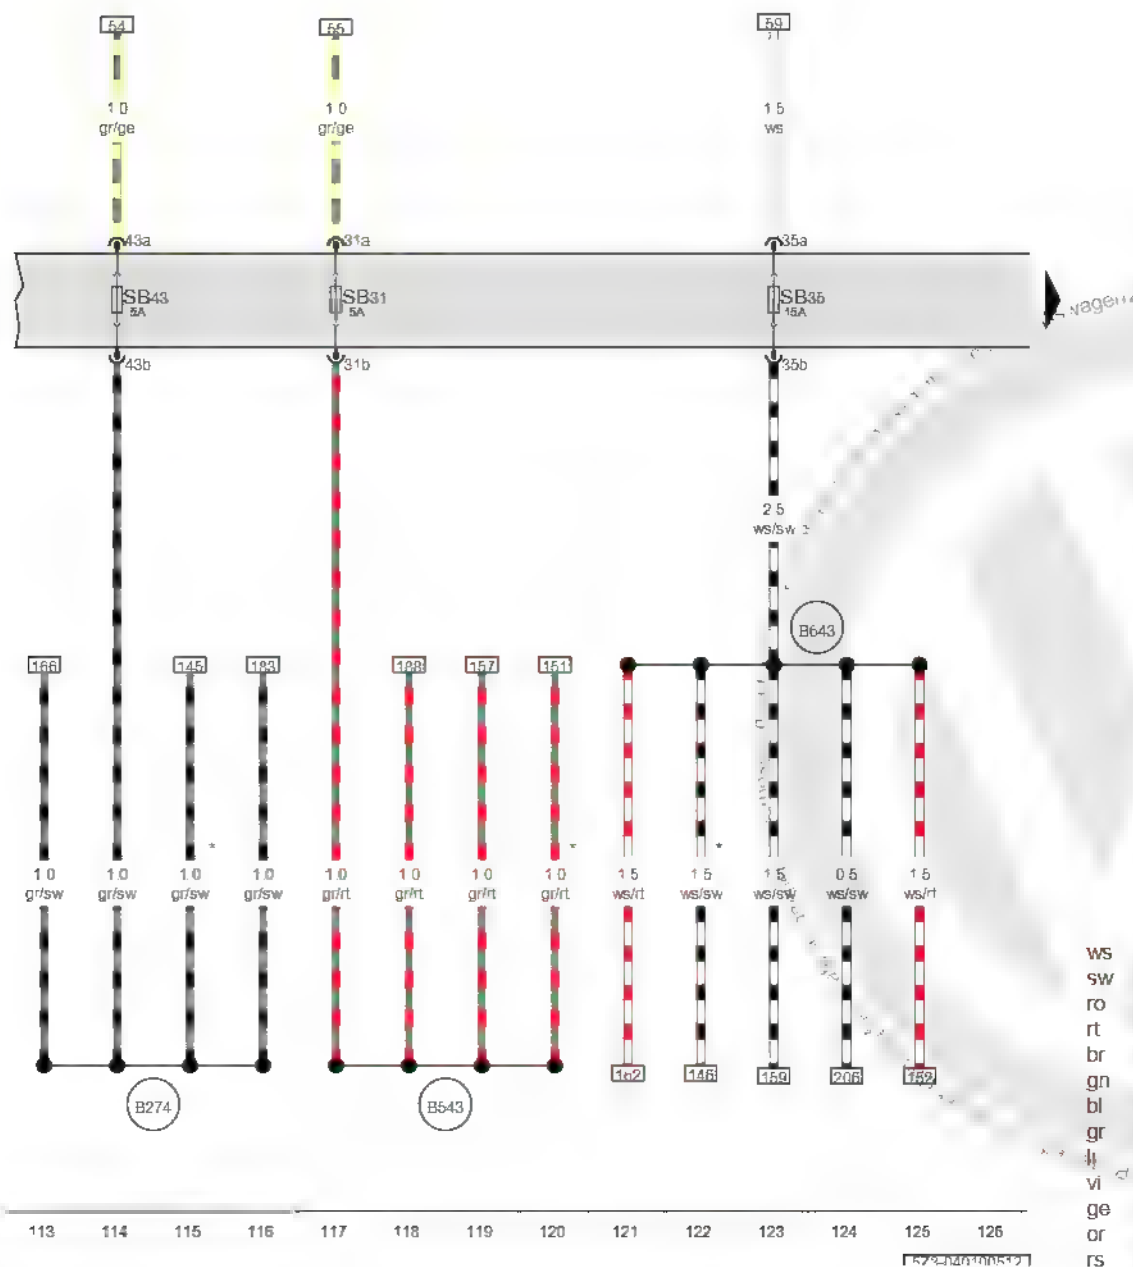 54 55 59
1.0 1.0 1.5
gr/ge gr/ge ws
43a 31a 35a
SB43 SB31 SB35
5A 5A 15A
43b 31b 35b
2.5
ws/sw
B643
166 145 183 188 157 151
* * *
1.0 1.0 1.0 1.0 1.0 1.0 1.0 1.0 1.5 1.5 1.5 0.5 1.5
gr/sw gr/sw gr/sw gr/sw gr/rt gr/rt gr/rt gr/rt ws/rt ws/sw ws/sw ws/sw ws/rt
146 159 206
B274 B543
113 114 115 116 117 118 119 120 121 122 123 124 125 126
ws
sw
ro
rt
br
gn
bl
gr
li
vi
ge
or
rs